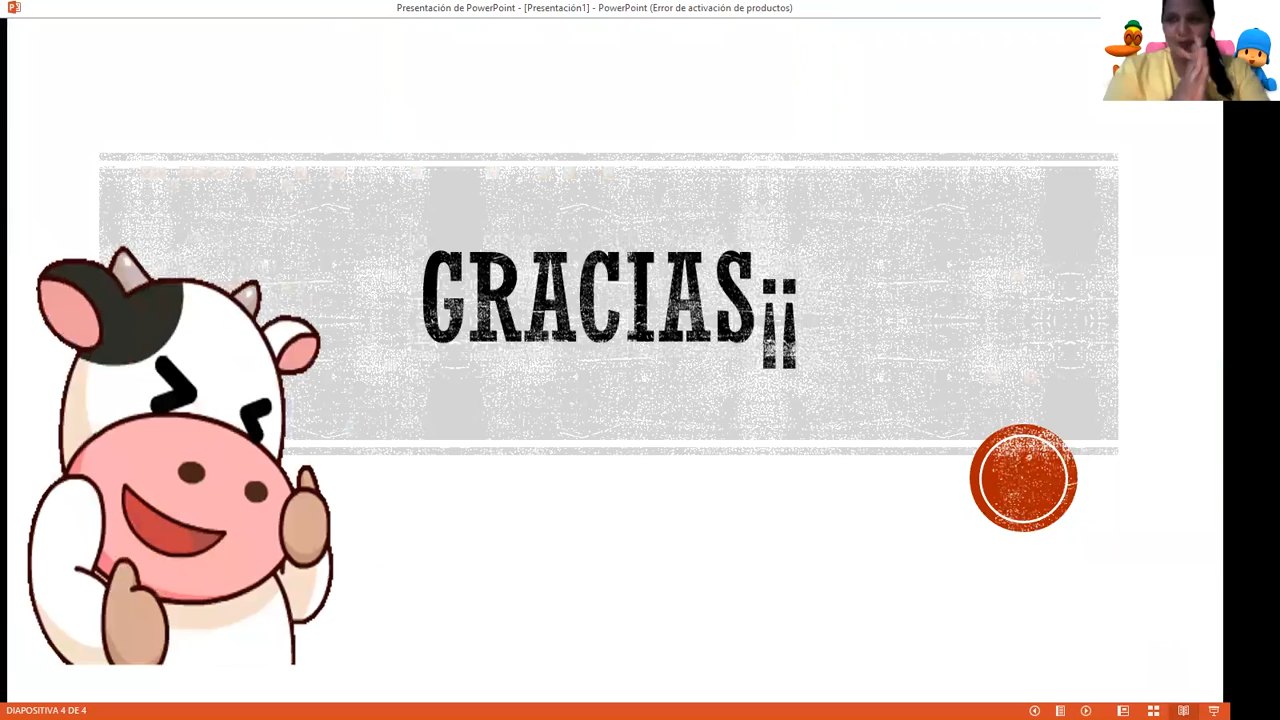 Presentación de PowerPoint - [Presentación1] - PowerPoint (Error de activación de productos)
GRACIAS¡¡
DIAPOSITIVA 4 DE 4